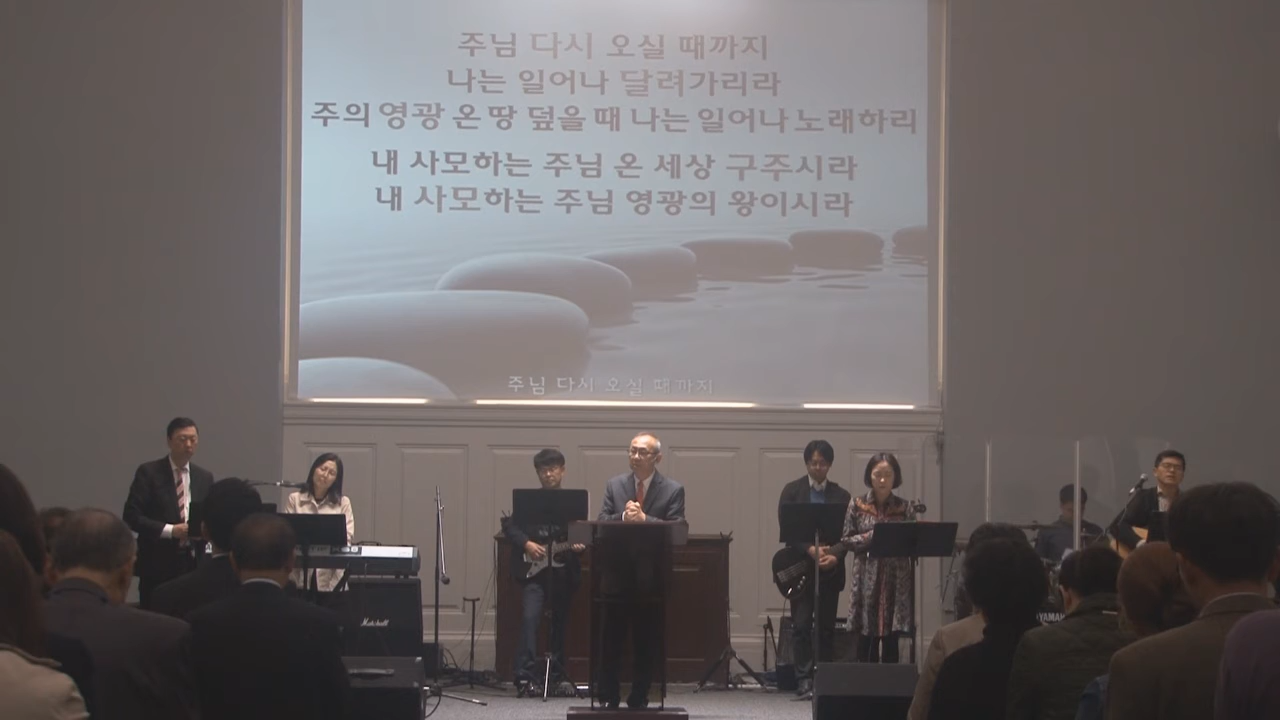 주님 다시 오실 때까지
나는 일어나 달려가리라
주의 영광 온 땅 덮을 때 나는 일어나 노래하리
내 사모하는 주님 온 세상 구주시라
내 사모하는 주님 영광의 왕이시라
주님 다시 오실 때까지
Marshall
YAMAHA